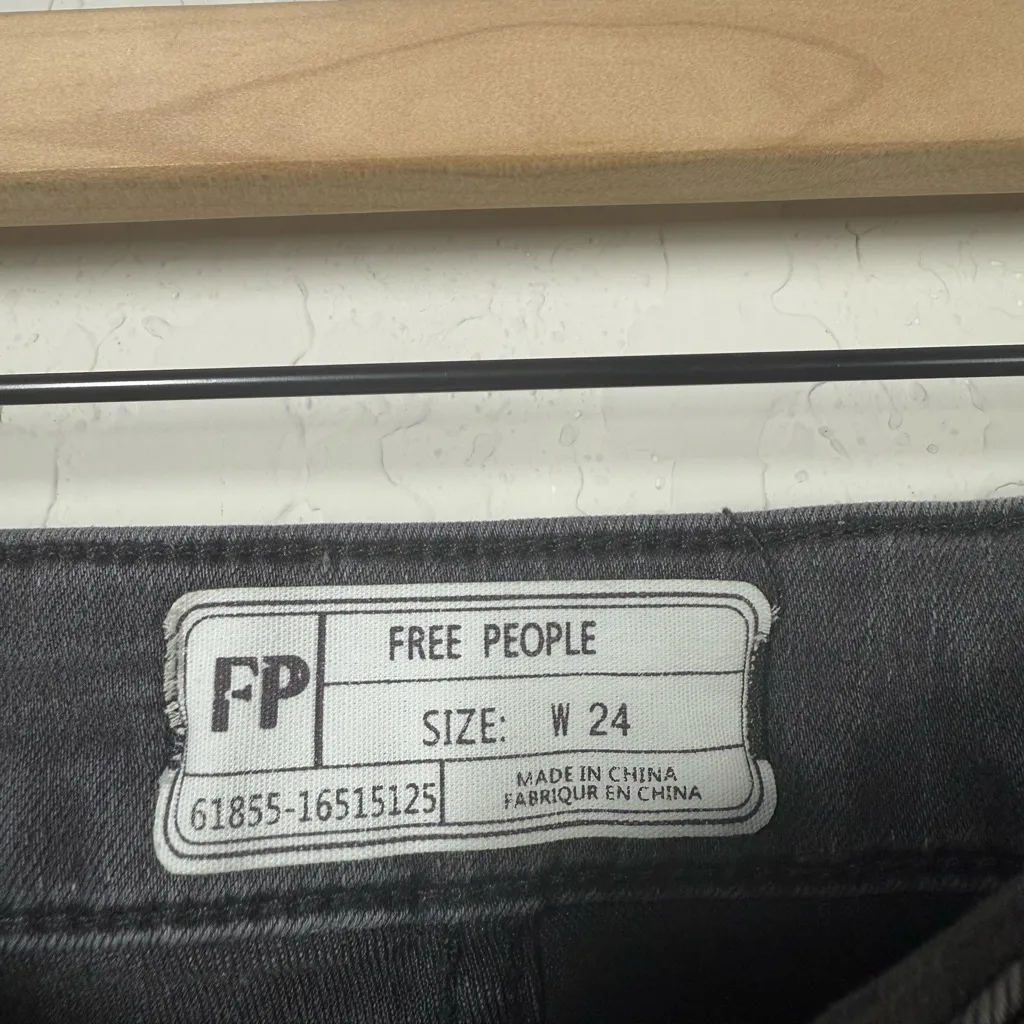 FP
FREE PEOPLE
SIZE: W 24
61855-16515125
MADE IN CHINA
FABRIQUR EN CHINA